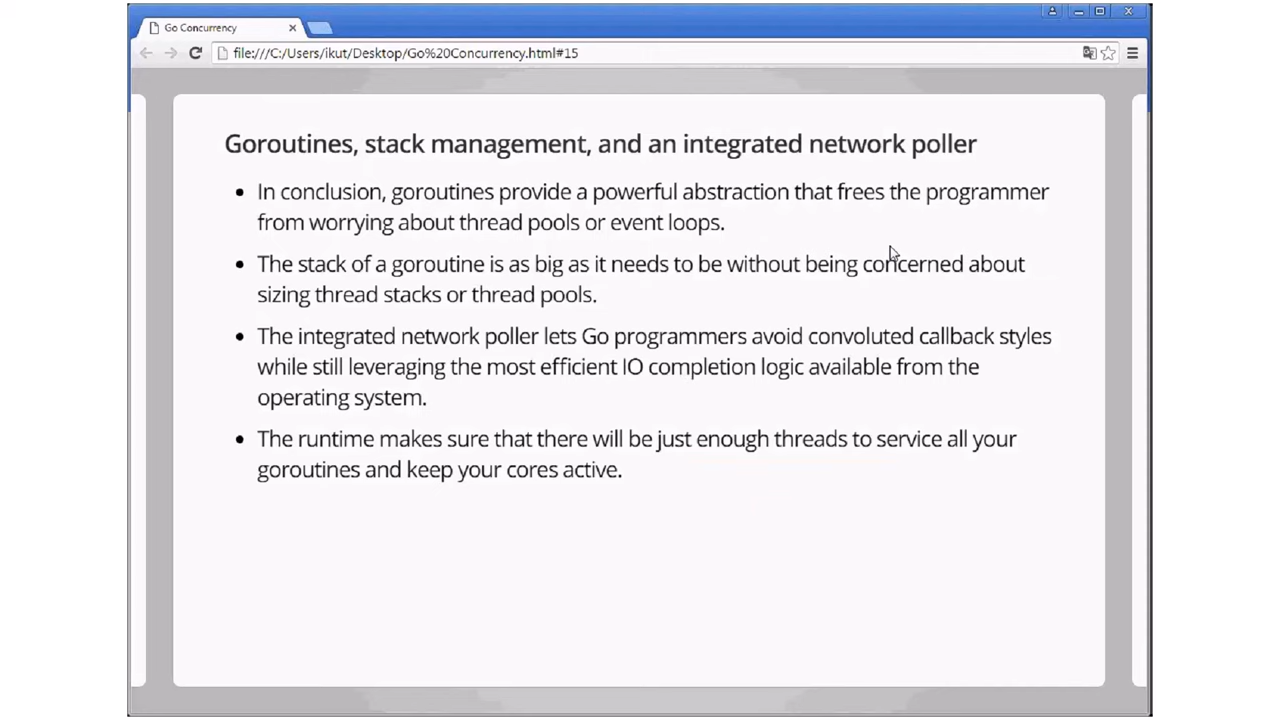 Go Concurrency
file:///C:/Users/ikut/Desktop/Go%20Concurrency.html#15
Goroutines, stack management, and an integrated network poller
• In conclusion, goroutines provide a powerful abstraction that frees the programmer
from worrying about thread pools or event loops.
• The stack of a goroutine is as big as it needs to be without being concerned about
sizing thread stacks or thread pools.
• The integrated network poller lets Go programmers avoid convoluted callback styles
while still leveraging the most efficient IO completion logic available from the
operating system.
• The runtime makes sure that there will be just enough threads to service all your
goroutines and keep your cores active.